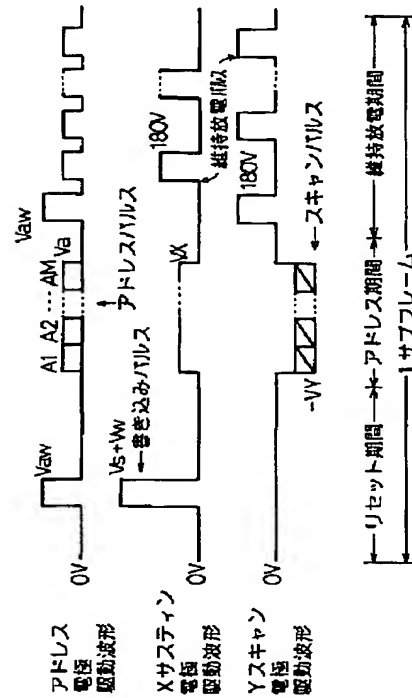 アドレス
電極
駆動波形
0V
Vaw
A1 A2 ･･･ AM
Va
アドレスパルス
Vaw
Xサスティン
電極
駆動波形
0V
Vs+Vw
書き込みパルス
VX
180V
維持放電パルス
Yスキャン
電極
駆動波形
0V
-VY
スキャンパルス
180V
リセット期間
アドレス期間
維持放電期間
1サブフレーム